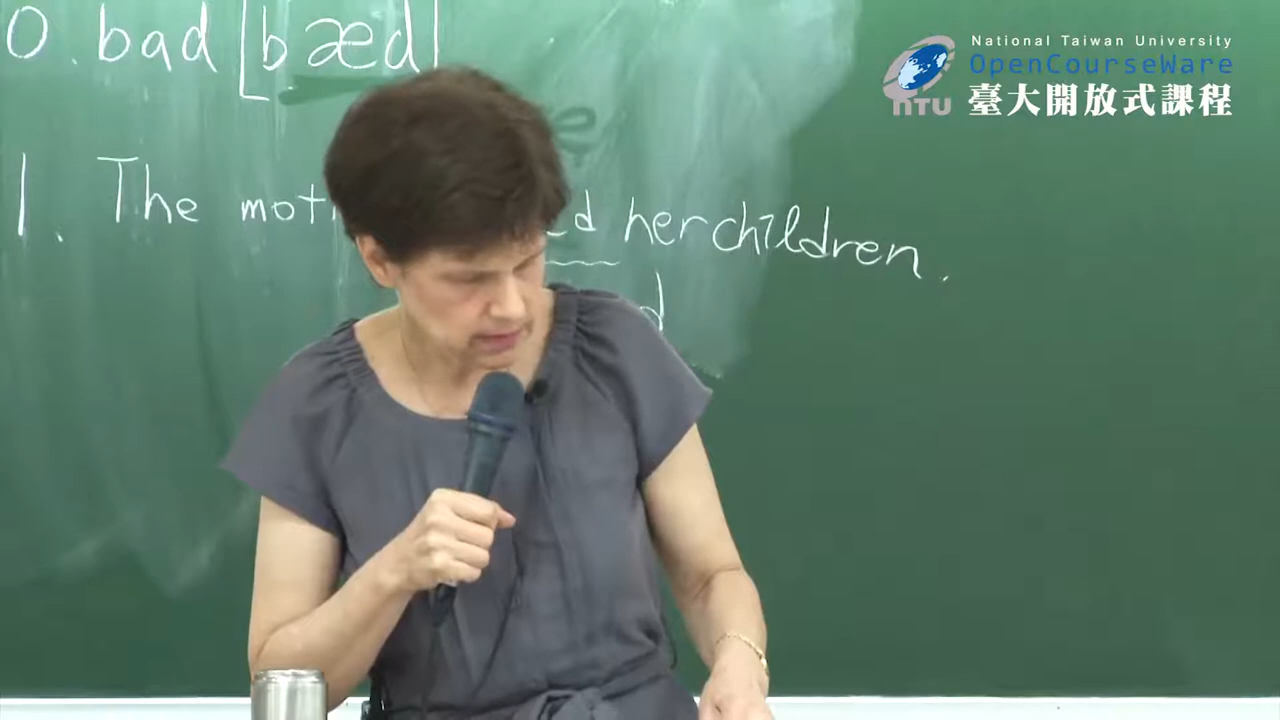 National Taiwan University
OpenCourseWare
NTU 臺大開放式課程
0. bad [bæd]
1. The her children.